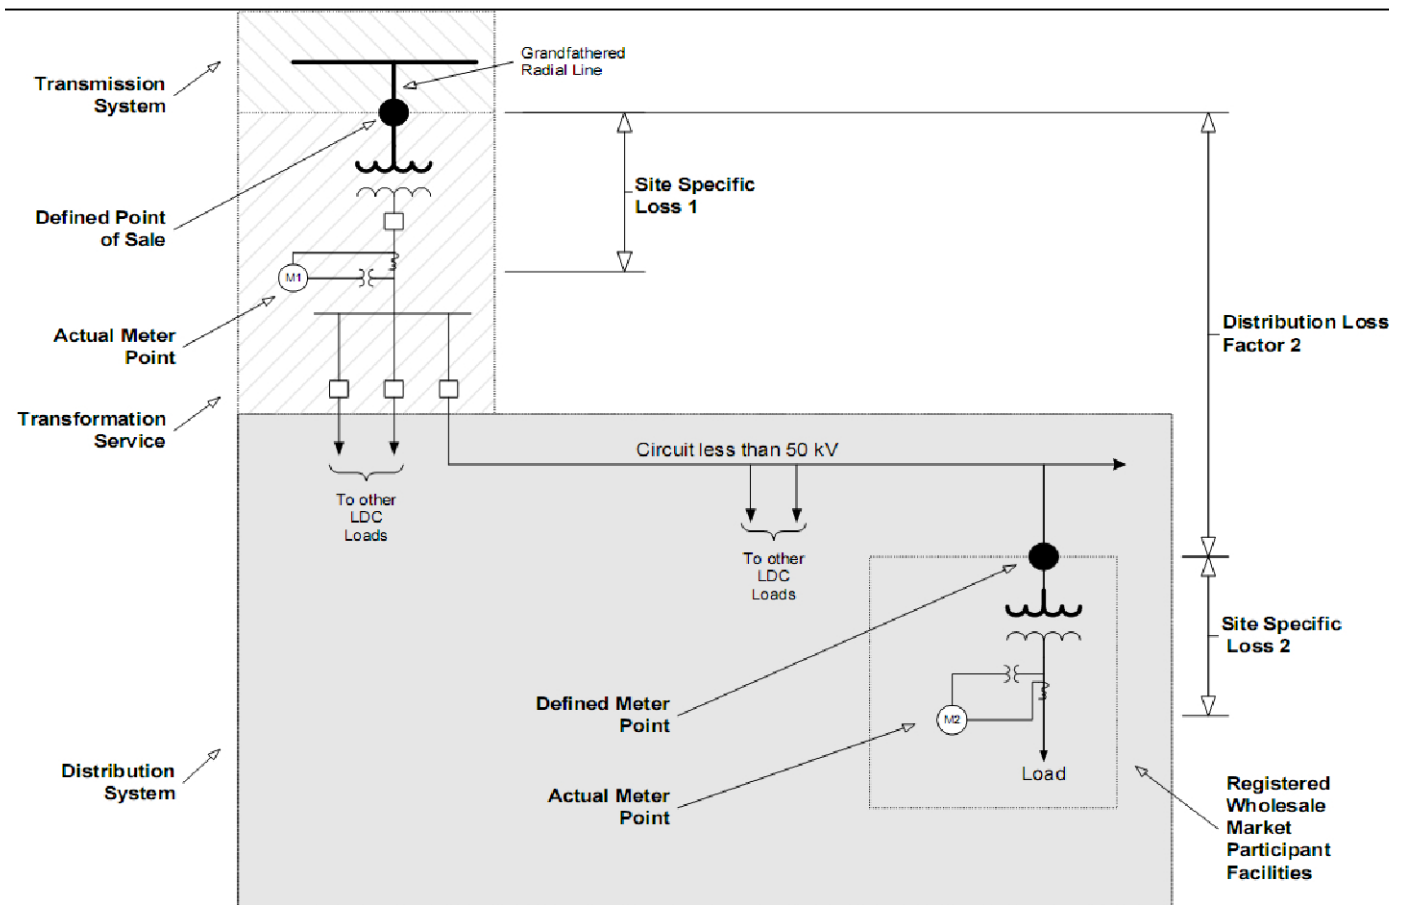 Grandfathered
Radial Line
Transmission
System
Site Specific
Loss 1
Defined Point
of Sale
M1
Actual Meter
Point
Distribution Loss
Factor 2
Transformation
Service
Circuit less than 50 kV
To other
LDC
Loads
To other
LDC
Loads
Site Specific
Loss 2
Defined Meter
Point
M2
Distribution
System
Load
Actual Meter
Point
Registered
Wholesale
Market
Participant
Facilities